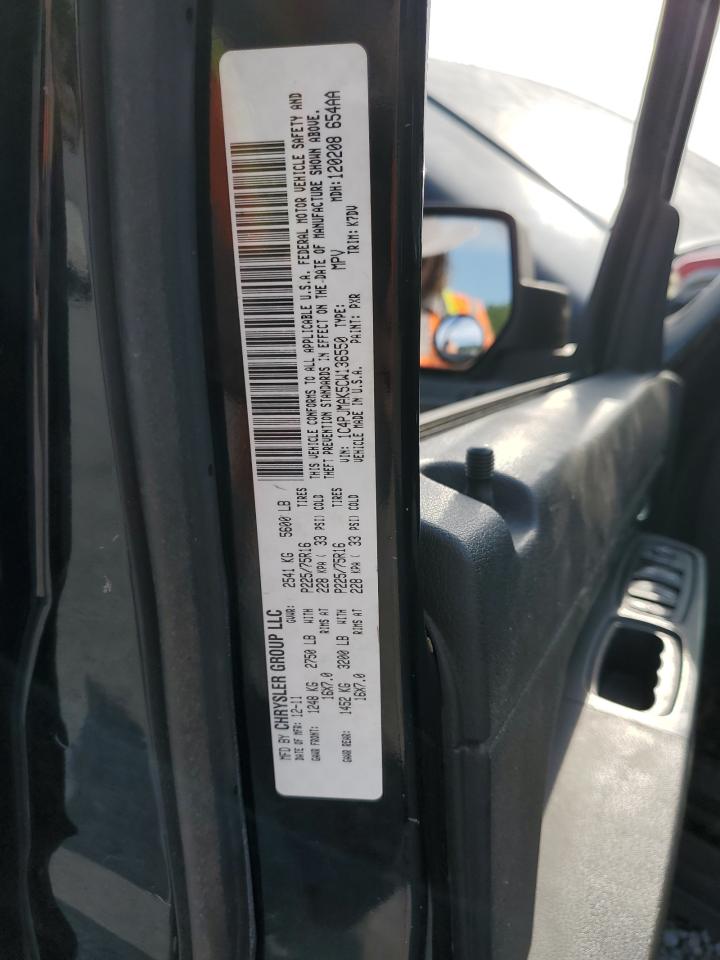 MFD BY CHRYSLER GROUP LLC
DATE OF MFR: 12-11 GVWR: 2541 KG 5600 LB
GAWR FRONT: 1248 KG 2750 LB WITH P225/75R16 TIRES
16X7.0 RIMS AT 228 KPA ( 33 PSI) COLD
GAWR REAR: 1452 KG 3200 LB WITH P225/75R16 TIRES
16X7.0 RIMS AT 228 KPA ( 33 PSI) COLD
THIS VEHICLE CONFORMS TO ALL APPLICABLE U.S.A. FEDERAL MOTOR VEHICLE SAFETY AND
THEFT PREVENTION STANDARDS IN EFFECT ON THE DATE OF MANUFACTURE SHOWN ABOVE.
VIN: 1C4PJMAK5CW136550 TYPE: MPV MDH: 120208 654AA
VEHICLE MADE IN U.S.A. PAINT: PXR TRIM: K7DV